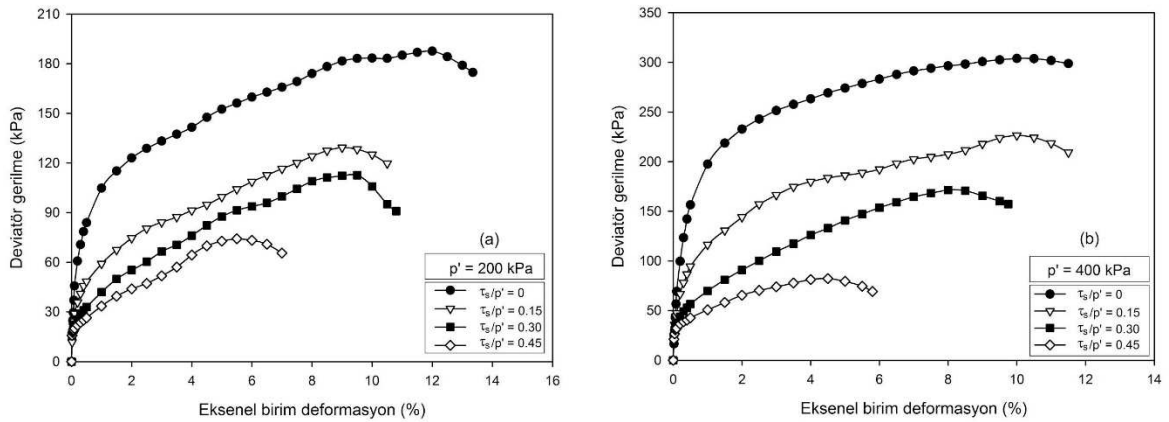 210
180
150
120
90
60
30
0
Deviatör gerilme (kPa)
(a)
p' = 200 kPa
τs/p' = 0
τs/p' = 0.15
τs/p' = 0.30
τs/p' = 0.45
0 2 4 6 8 10 12 14 16
Eksenel birim deformasyon (%)
350
300
250
200
150
100
50
0
Deviatör gerilme (kPa)
(b)
p' = 400 kPa
τs/p' = 0
τs/p' = 0.15
τs/p' = 0.30
τs/p' = 0.45
0 2 4 6 8 10 12 14
Eksenel birim deformasyon (%)